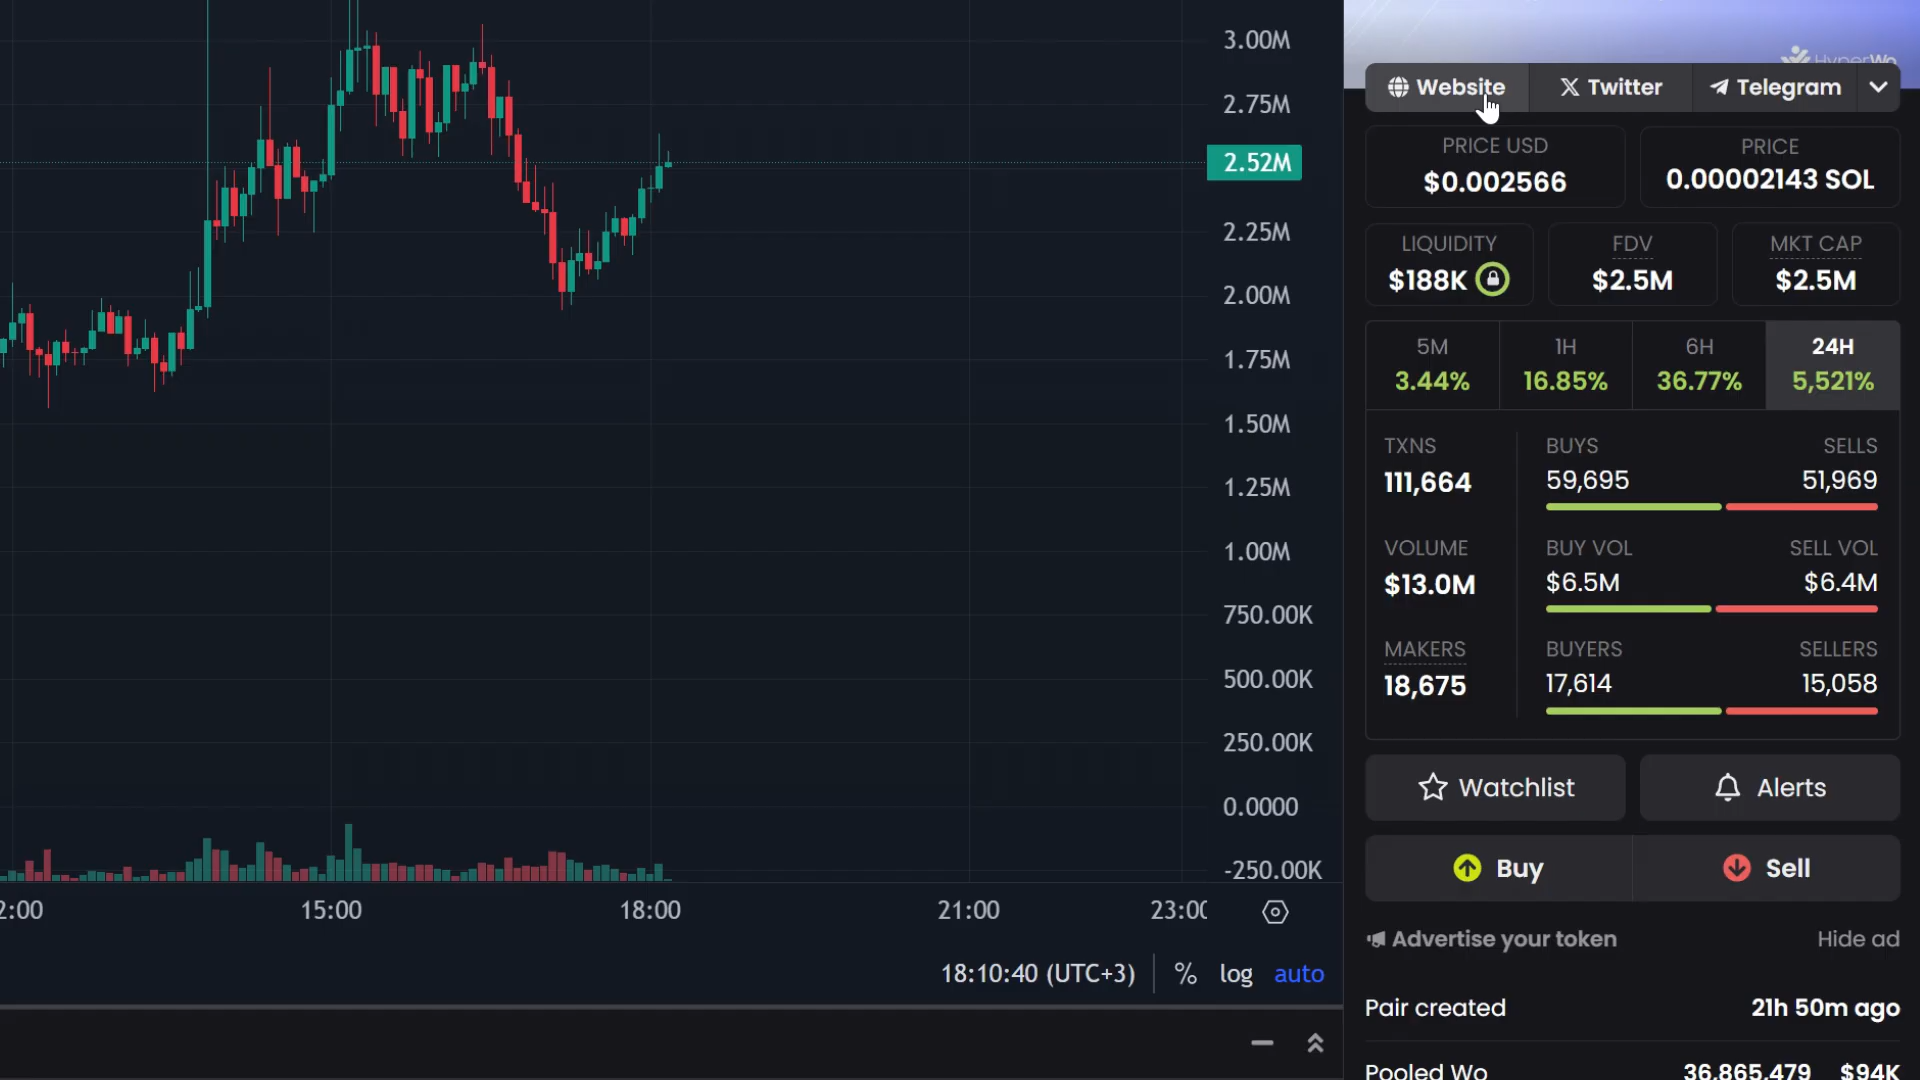 HyperWo
Website
Twitter
Telegram
3.00M
2.75M
2.52M
2.25M
2.00M
1.75M
1.50M
1.25M
1.00M
750.00K
500.00K
250.00K
0.0000
-250.00K
2:00
15:00
18:00
21:00
23:00
18:10:40 (UTC+3)
% log auto
PRICE USD
$0.002566
PRICE
0.00002143 SOL
LIQUIDITY
$188K
FDV
$2.5M
MKT CAP
$2.5M
5M
3.44%
1H
16.85%
6H
36.77%
24H
5,521%
TXNS
111,664
BUYS
59,695
SELLS
51,969
VOLUME
$13.0M
BUY VOL
$6.5M
SELL VOL
$6.4M
MAKERS
18,675
BUYERS
17,614
SELLERS
15,058
Watchlist
Alerts
Buy
Sell
Advertise your token
Hide ad
Pair created 21h 50m ago
Pooled Wo 36,865,479 $94K